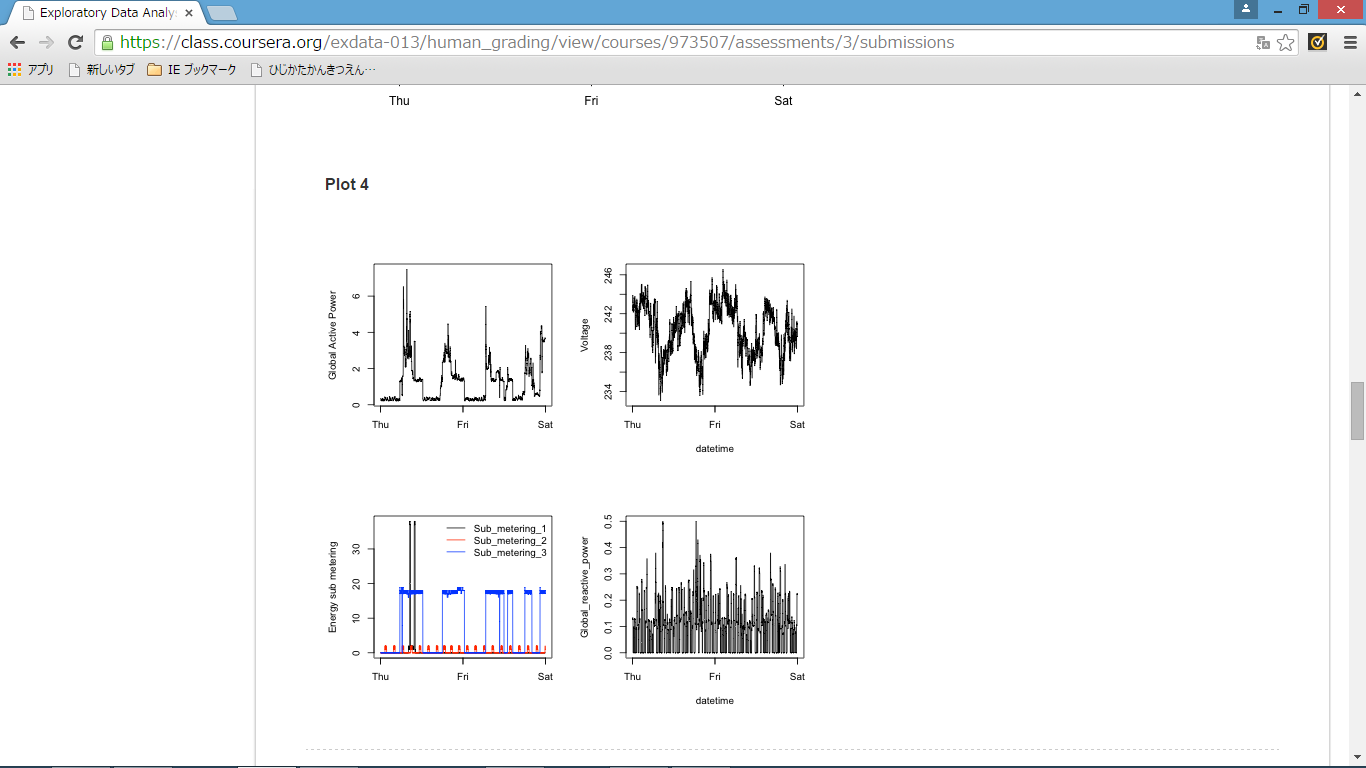 Exploratory Data Analys
https://class.coursera.org/exdata-013/human_grading/view/courses/973507/assessments/3/submissions
アプリ 新しいタブ IE ブックマーク ひじかたかんきつえん…
Thu Fri Sat
Plot 4
Global Active Power
0 2 4 6
Thu Fri Sat
Voltage
234 238 242 246
Thu Fri Sat
datetime
Energy sub metering
0 10 20 30
Sub_metering_1
Sub_metering_2
Sub_metering_3
Thu Fri Sat
Global_reactive_power
0.0 0.1 0.2 0.3 0.4 0.5
Thu Fri Sat
datetime